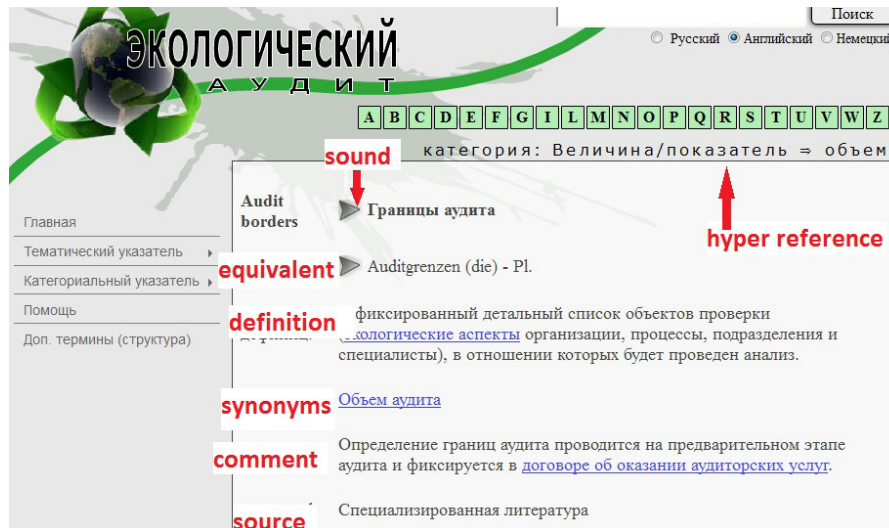 Поиск
Русский Английский Немецкий
ЭКОЛОГИЧЕСКИЙ
АУДИТ
A B C D E F G I L M N O P Q R S T U V W Z
категория: Величина/показатель ⇒ объем
sound
hyper reference
Главная
Тематический указатель
Категориальный указатель
Помощь
Доп. термины (структура)
Audit
borders
Границы аудита
equivalent
Auditgrenzen (die) - Pl.
definition
фиксированный детальный список объектов проверки
(экологические аспекты организации, процессы, подразделения и
специалисты), в отношении которых будет проведен анализ.
synonyms
Объем аудита
comment
Определение границ аудита проводится на предварительном этапе
аудита и фиксируется в договоре об оказании аудиторских услуг.
source
Специализированная литература